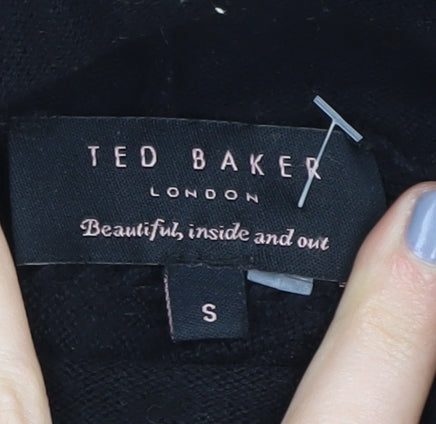 TED BAKER
LONDON
Beautiful, inside and out
S